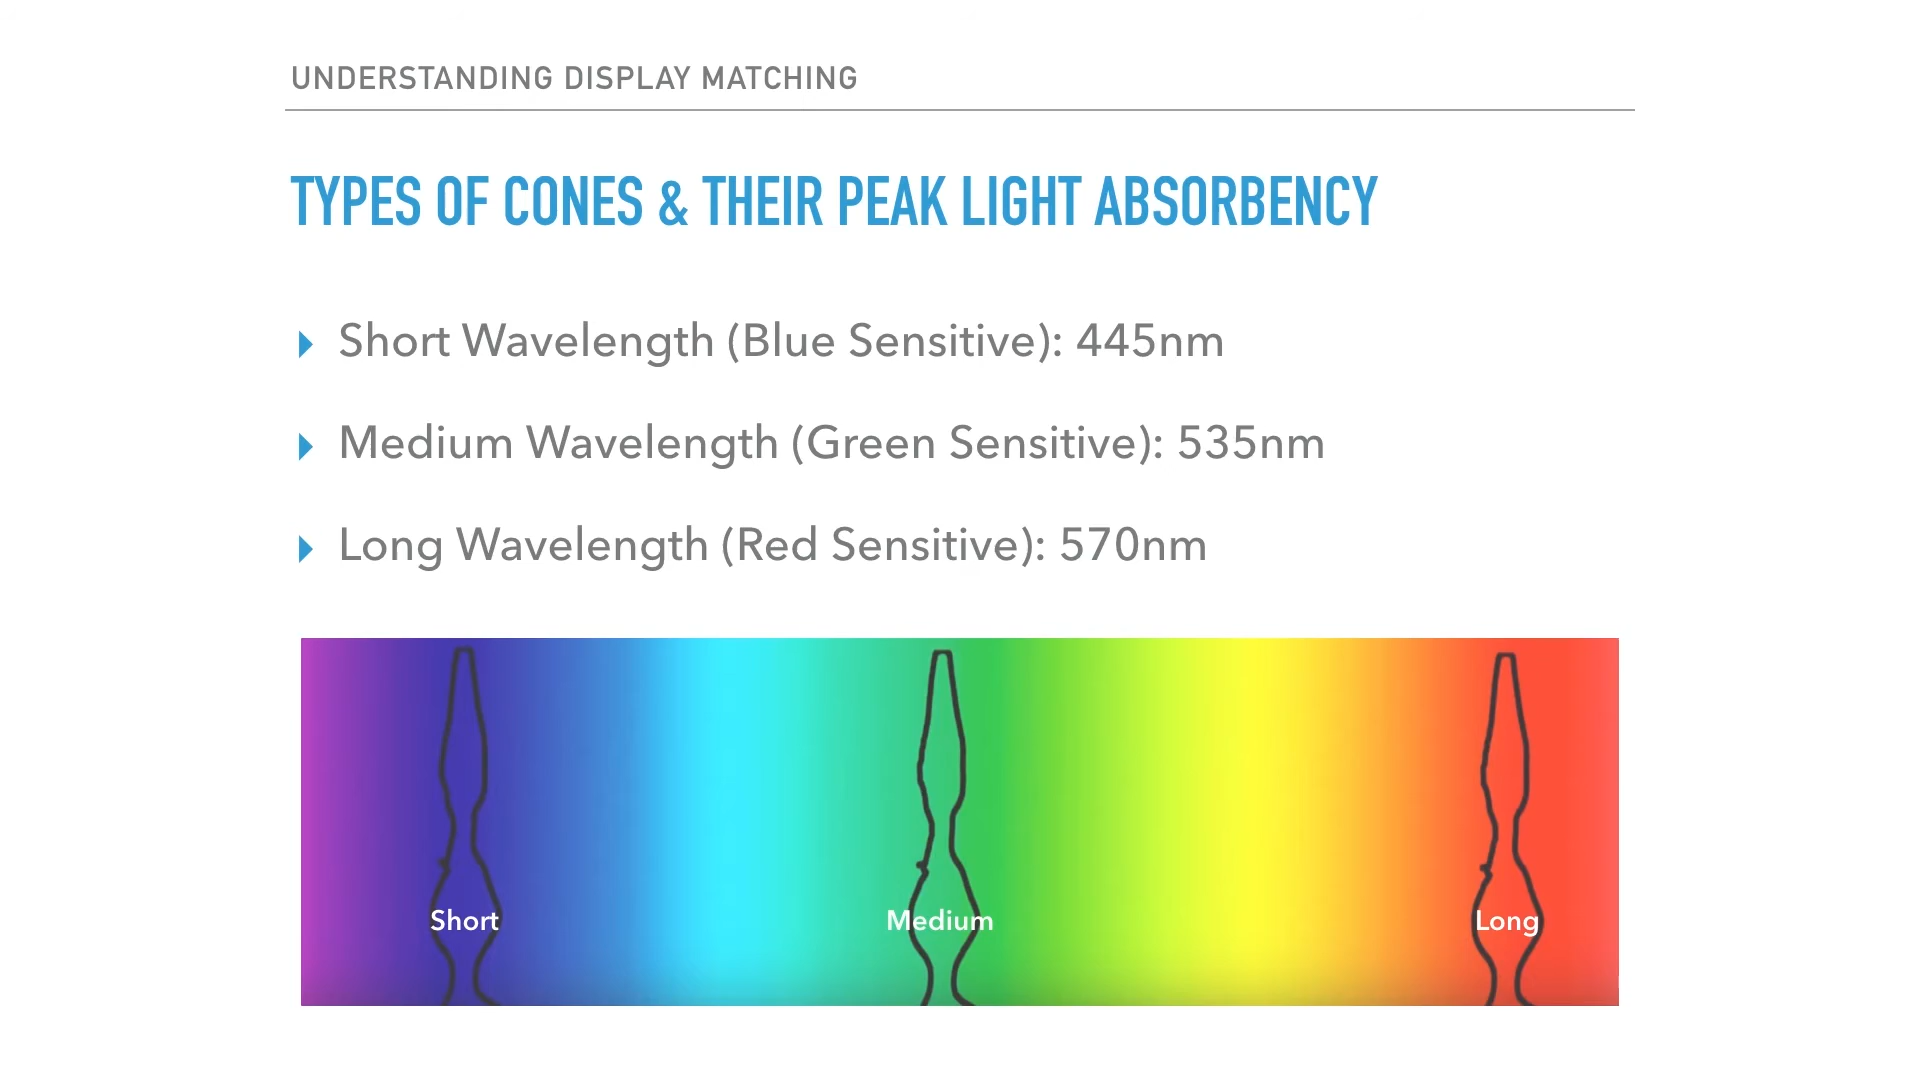 UNDERSTANDING DISPLAY MATCHING
TYPES OF CONES & THEIR PEAK LIGHT ABSORBENCY
Short Wavelength (Blue Sensitive): 445nm
Medium Wavelength (Green Sensitive): 535nm
Long Wavelength (Red Sensitive): 570nm
Short Medium Long